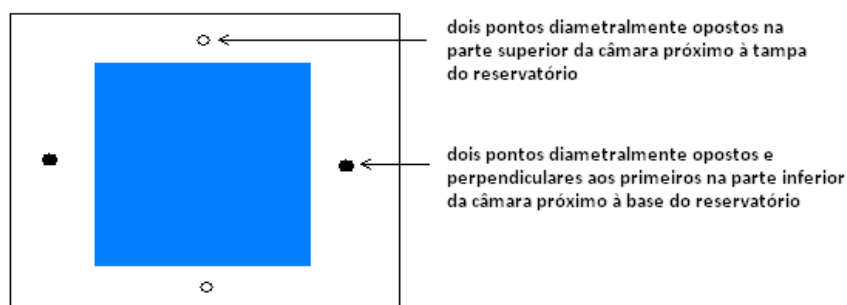 dois pontos diametralmente opostos na
parte superior da câmara próximo à tampa
do reservatório
dois pontos diametralmente opostos e
perpendiculares aos primeiros na parte inferior
da câmara próximo à base do reservatório